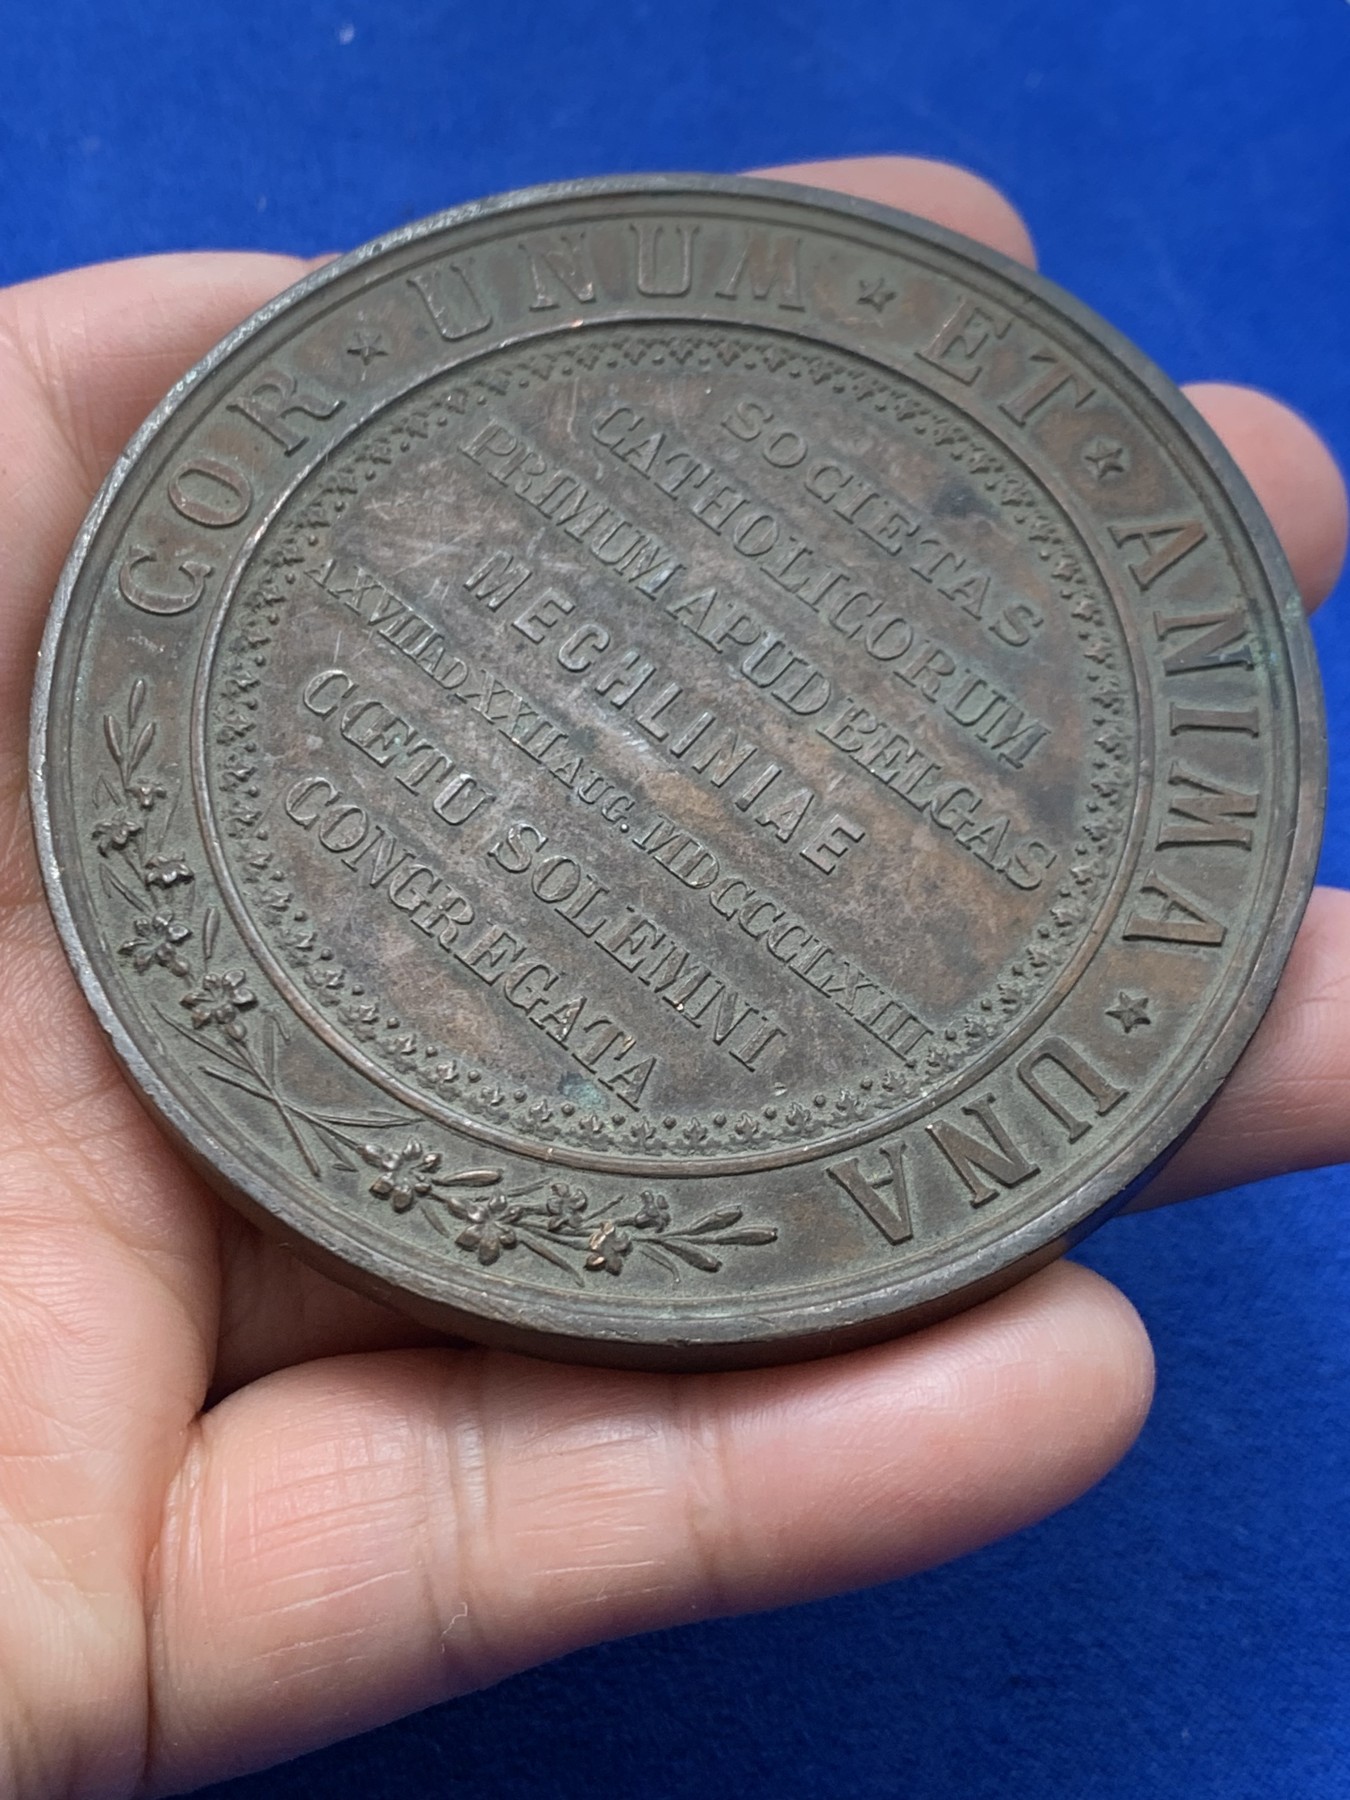 COR ★ UNUM ★ ET ★ ANIMA ★ UNA
SOCIETAS
CATHOLICORUM
PRIMUM APUD BELGAS
MECHLINIAE
A XVIII AD XXII AUG. MDCCCLXIII
CŒTU SOLEMNI
CONGREGATA